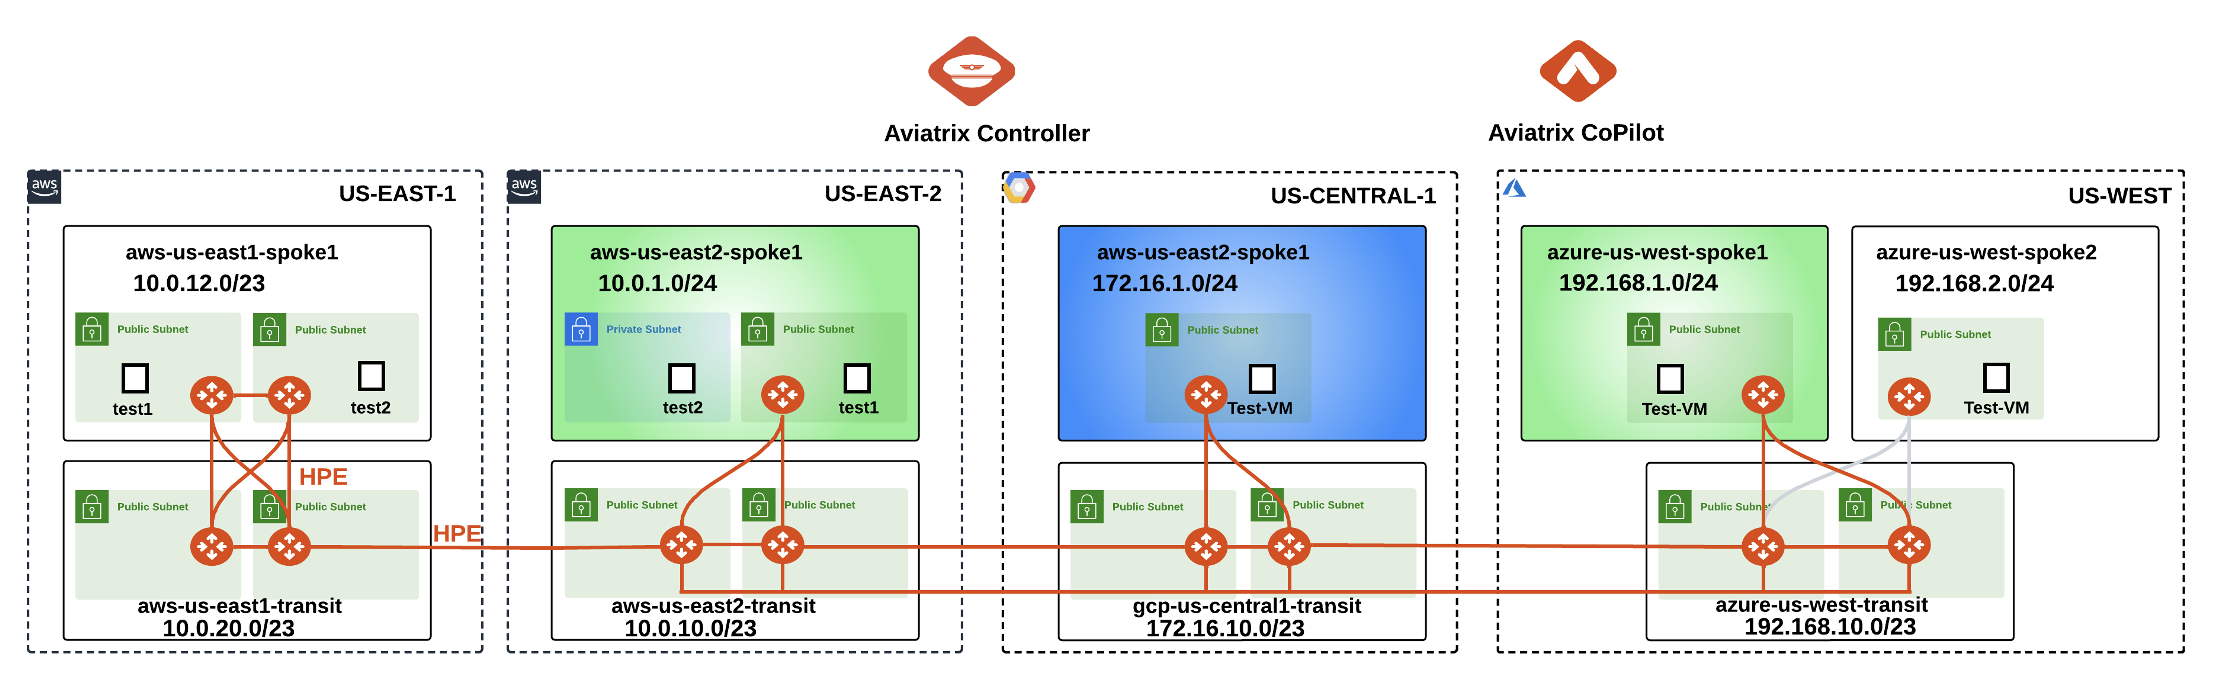 Aviatrix Controller
Aviatrix CoPilot
aws
US-EAST-1
aws-us-east1-spoke1
10.0.12.0/23
Public Subnet
Public Subnet
test1
test2
HPE
Public Subnet
Public Subnet
HPE
aws-us-east1-transit
10.0.20.0/23
aws
US-EAST-2
aws-us-east2-spoke1
10.0.1.0/24
Private Subnet
Public Subnet
test2
test1
Public Subnet
Public Subnet
aws-us-east2-transit
10.0.10.0/23
US-CENTRAL-1
aws-us-east2-spoke1
172.16.1.0/24
Public Subnet
Test-VM
Public Subnet
Public Subnet
gcp-us-central1-transit
172.16.10.0/23
US-WEST
azure-us-west-spoke1
192.168.1.0/24
Public Subnet
Test-VM
azure-us-west-spoke2
192.168.2.0/24
Public Subnet
Test-VM
Public Subnet
Public Subnet
azure-us-west-transit
192.168.10.0/23